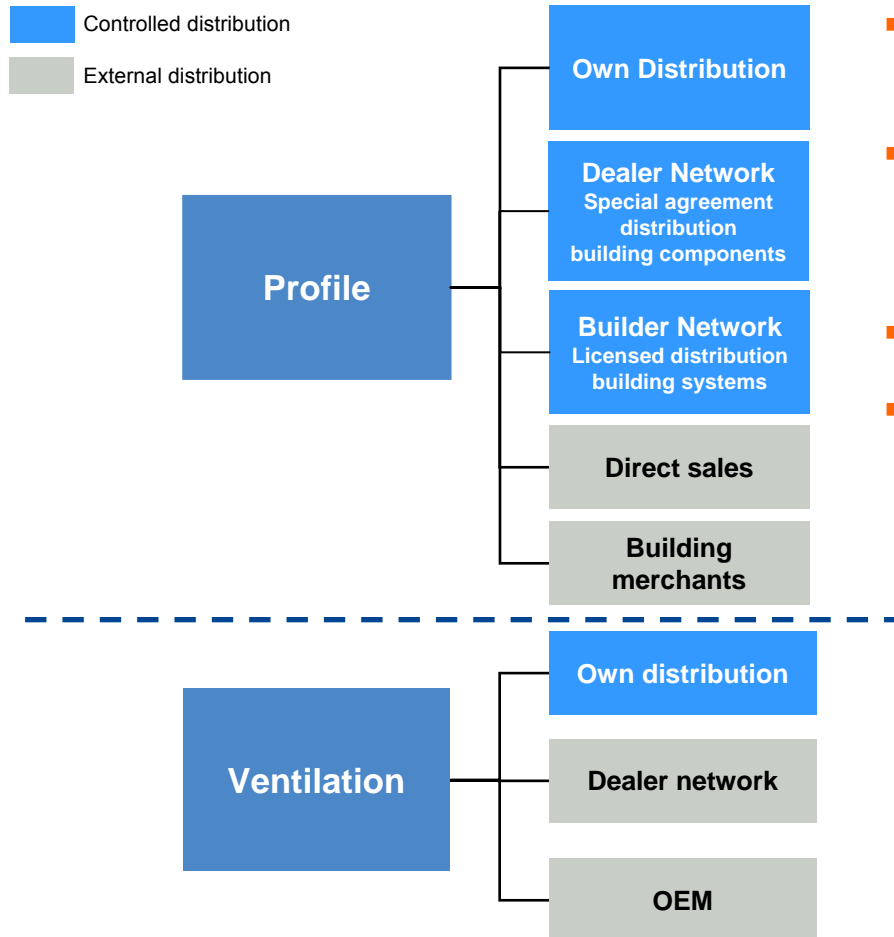 Controlled distribution
External distribution
Own Distribution
Dealer Network
Special agreement
distribution
building components
Profile
Builder Network
Licensed distribution
building systems
Direct sales
Building
merchants
Own distribution
Ventilation
Dealer network
OEM